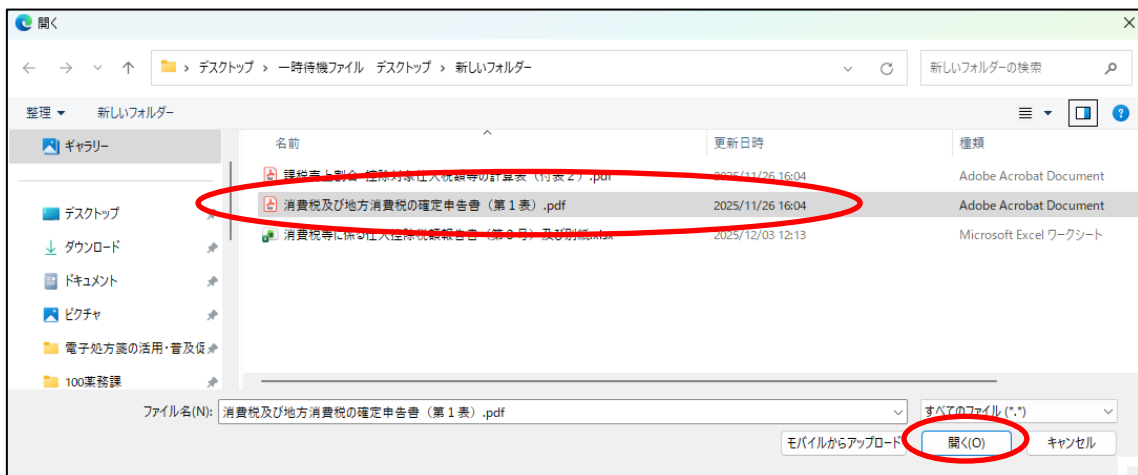 開く
デスクトップ › 一時待機ファイル デスクトップ › 新しいフォルダー
新しいフォルダーの検索
整理 新しいフォルダー
ギャラリー
名前 更新日時 種類
課税売上割合・控除対象仕入税額等の計算表（付表２）.pdf 2025/11/26 16:04 Adobe Acrobat Document
消費税及び地方消費税の確定申告書（第１表）.pdf 2025/11/26 16:04 Adobe Acrobat Document
消費税等に係る仕入控除税額報告書（第３号）及び別紙.xlsx 2025/12/03 12:13 Microsoft Excel ワークシート
デスクトップ
ダウンロード
ドキュメント
ピクチャ
電子処方箋の活用・普及促
100薬務課
ファイル名(N): 消費税及び地方消費税の確定申告書（第１表）.pdf すべてのファイル (*.*)
モバイルからアップロード 開く(O) キャンセル